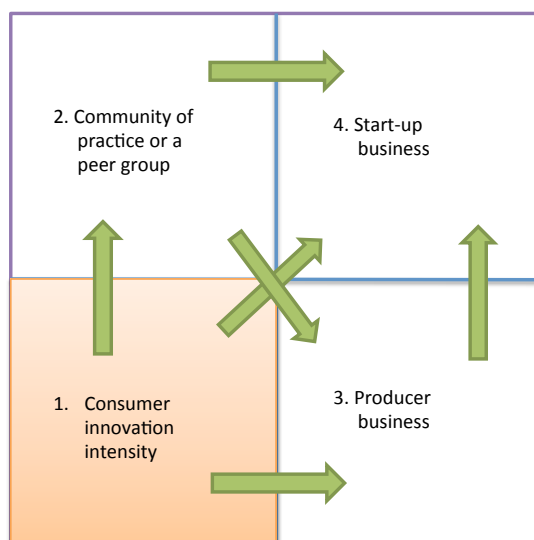 2. Community of
practice or a
peer group
4. Start-up
business
1. Consumer
innovation
intensity
3. Producer
business